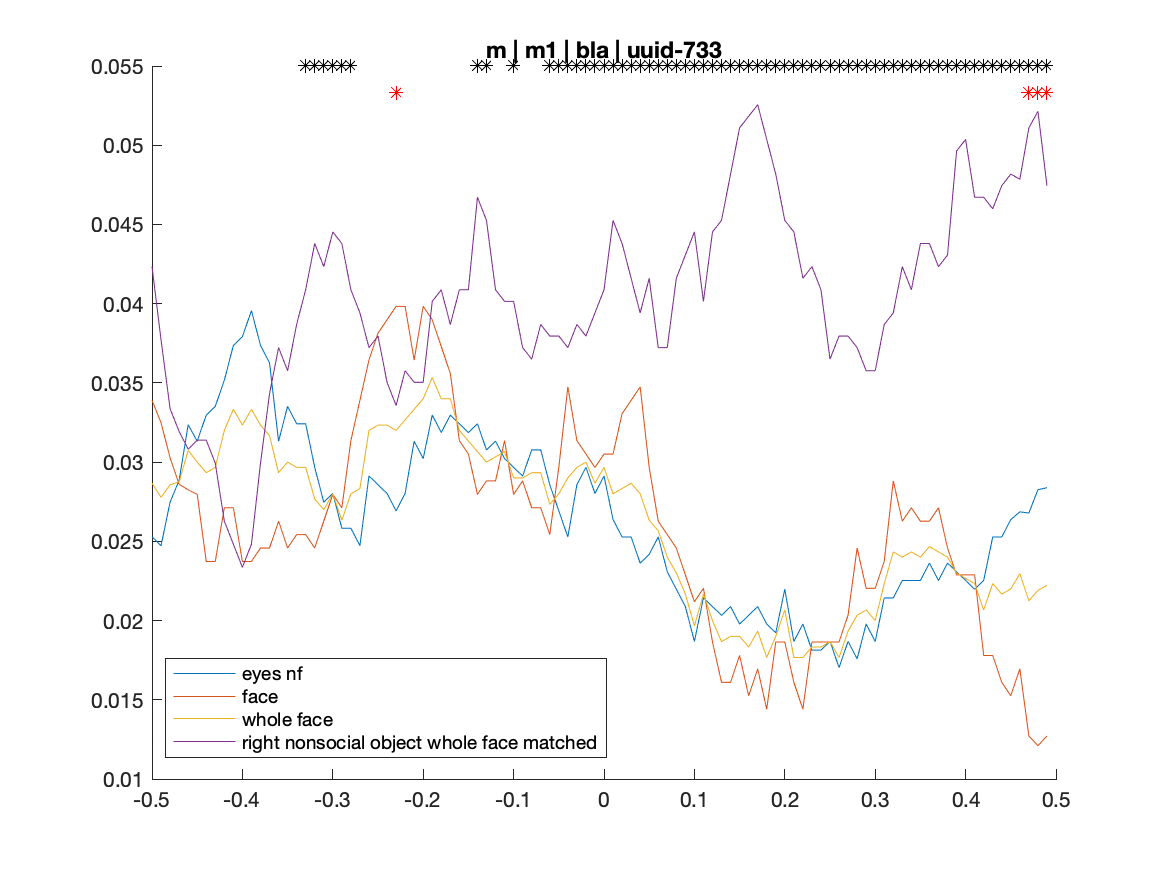 m | m1 | bla | uuid-733
0.055
0.05
0.045
0.04
0.035
0.03
0.025
0.02
0.015
0.01
eyes nf
face
whole face
right nonsocial object whole face matched
-0.5 -0.4 -0.3 -0.2 -0.1 0 0.1 0.2 0.3 0.4 0.5